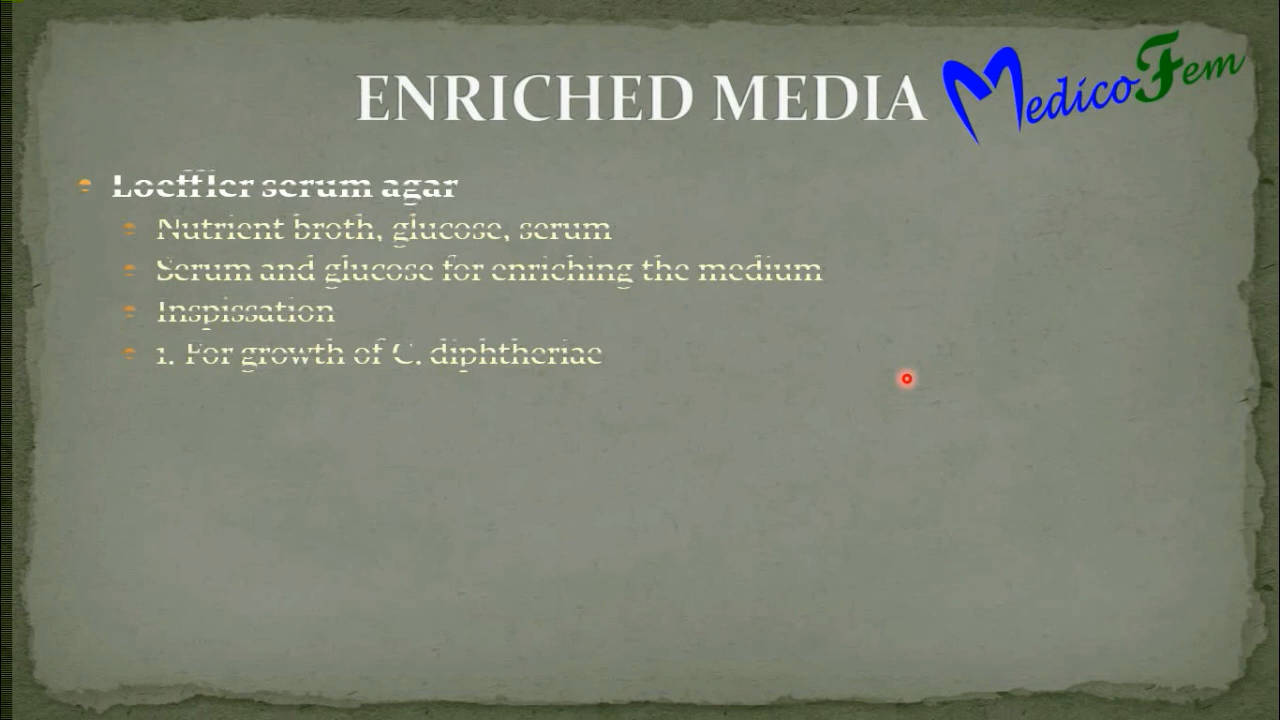 ENRICHED MEDIA
MedicoFem
Loeffler serum agar
Nutrient broth, glucose, serum
Serum and glucose for enriching the medium
Inspissation
1. For growth of C. diphtheriae